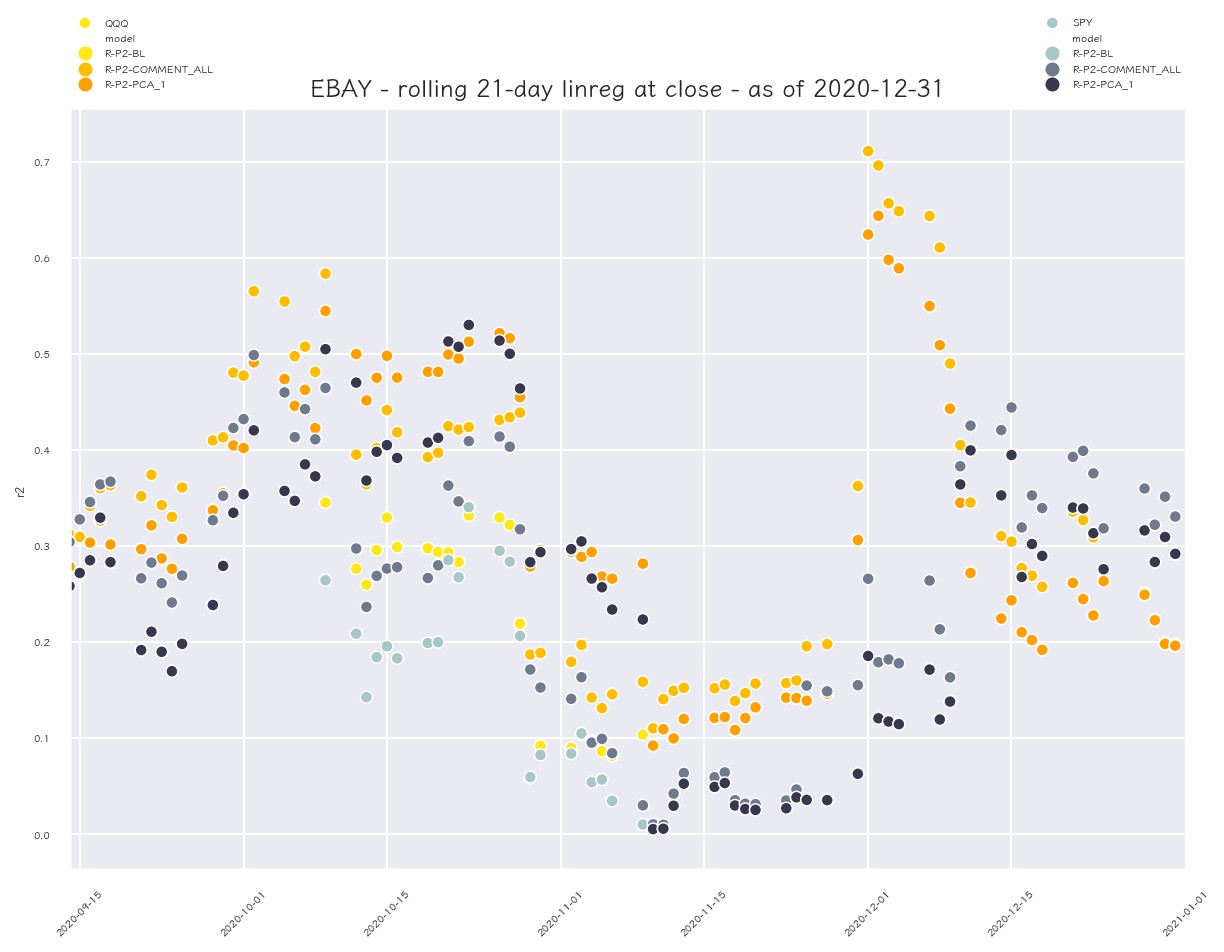 QQQ
model
R-P2-BL
R-P2-COMMENT_ALL
R-P2-PCA_1
SPY
model
R-P2-BL
R-P2-COMMENT_ALL
R-P2-PCA_1
EBAY - rolling 21-day linreg at close - as of 2020-12-31
0.7
0.6
0.5
0.4
0.3
0.2
0.1
0.0
r2
2020-09-15
2020-10-01
2020-10-15
2020-11-01
2020-11-15
2020-12-01
2020-12-15
2021-01-01